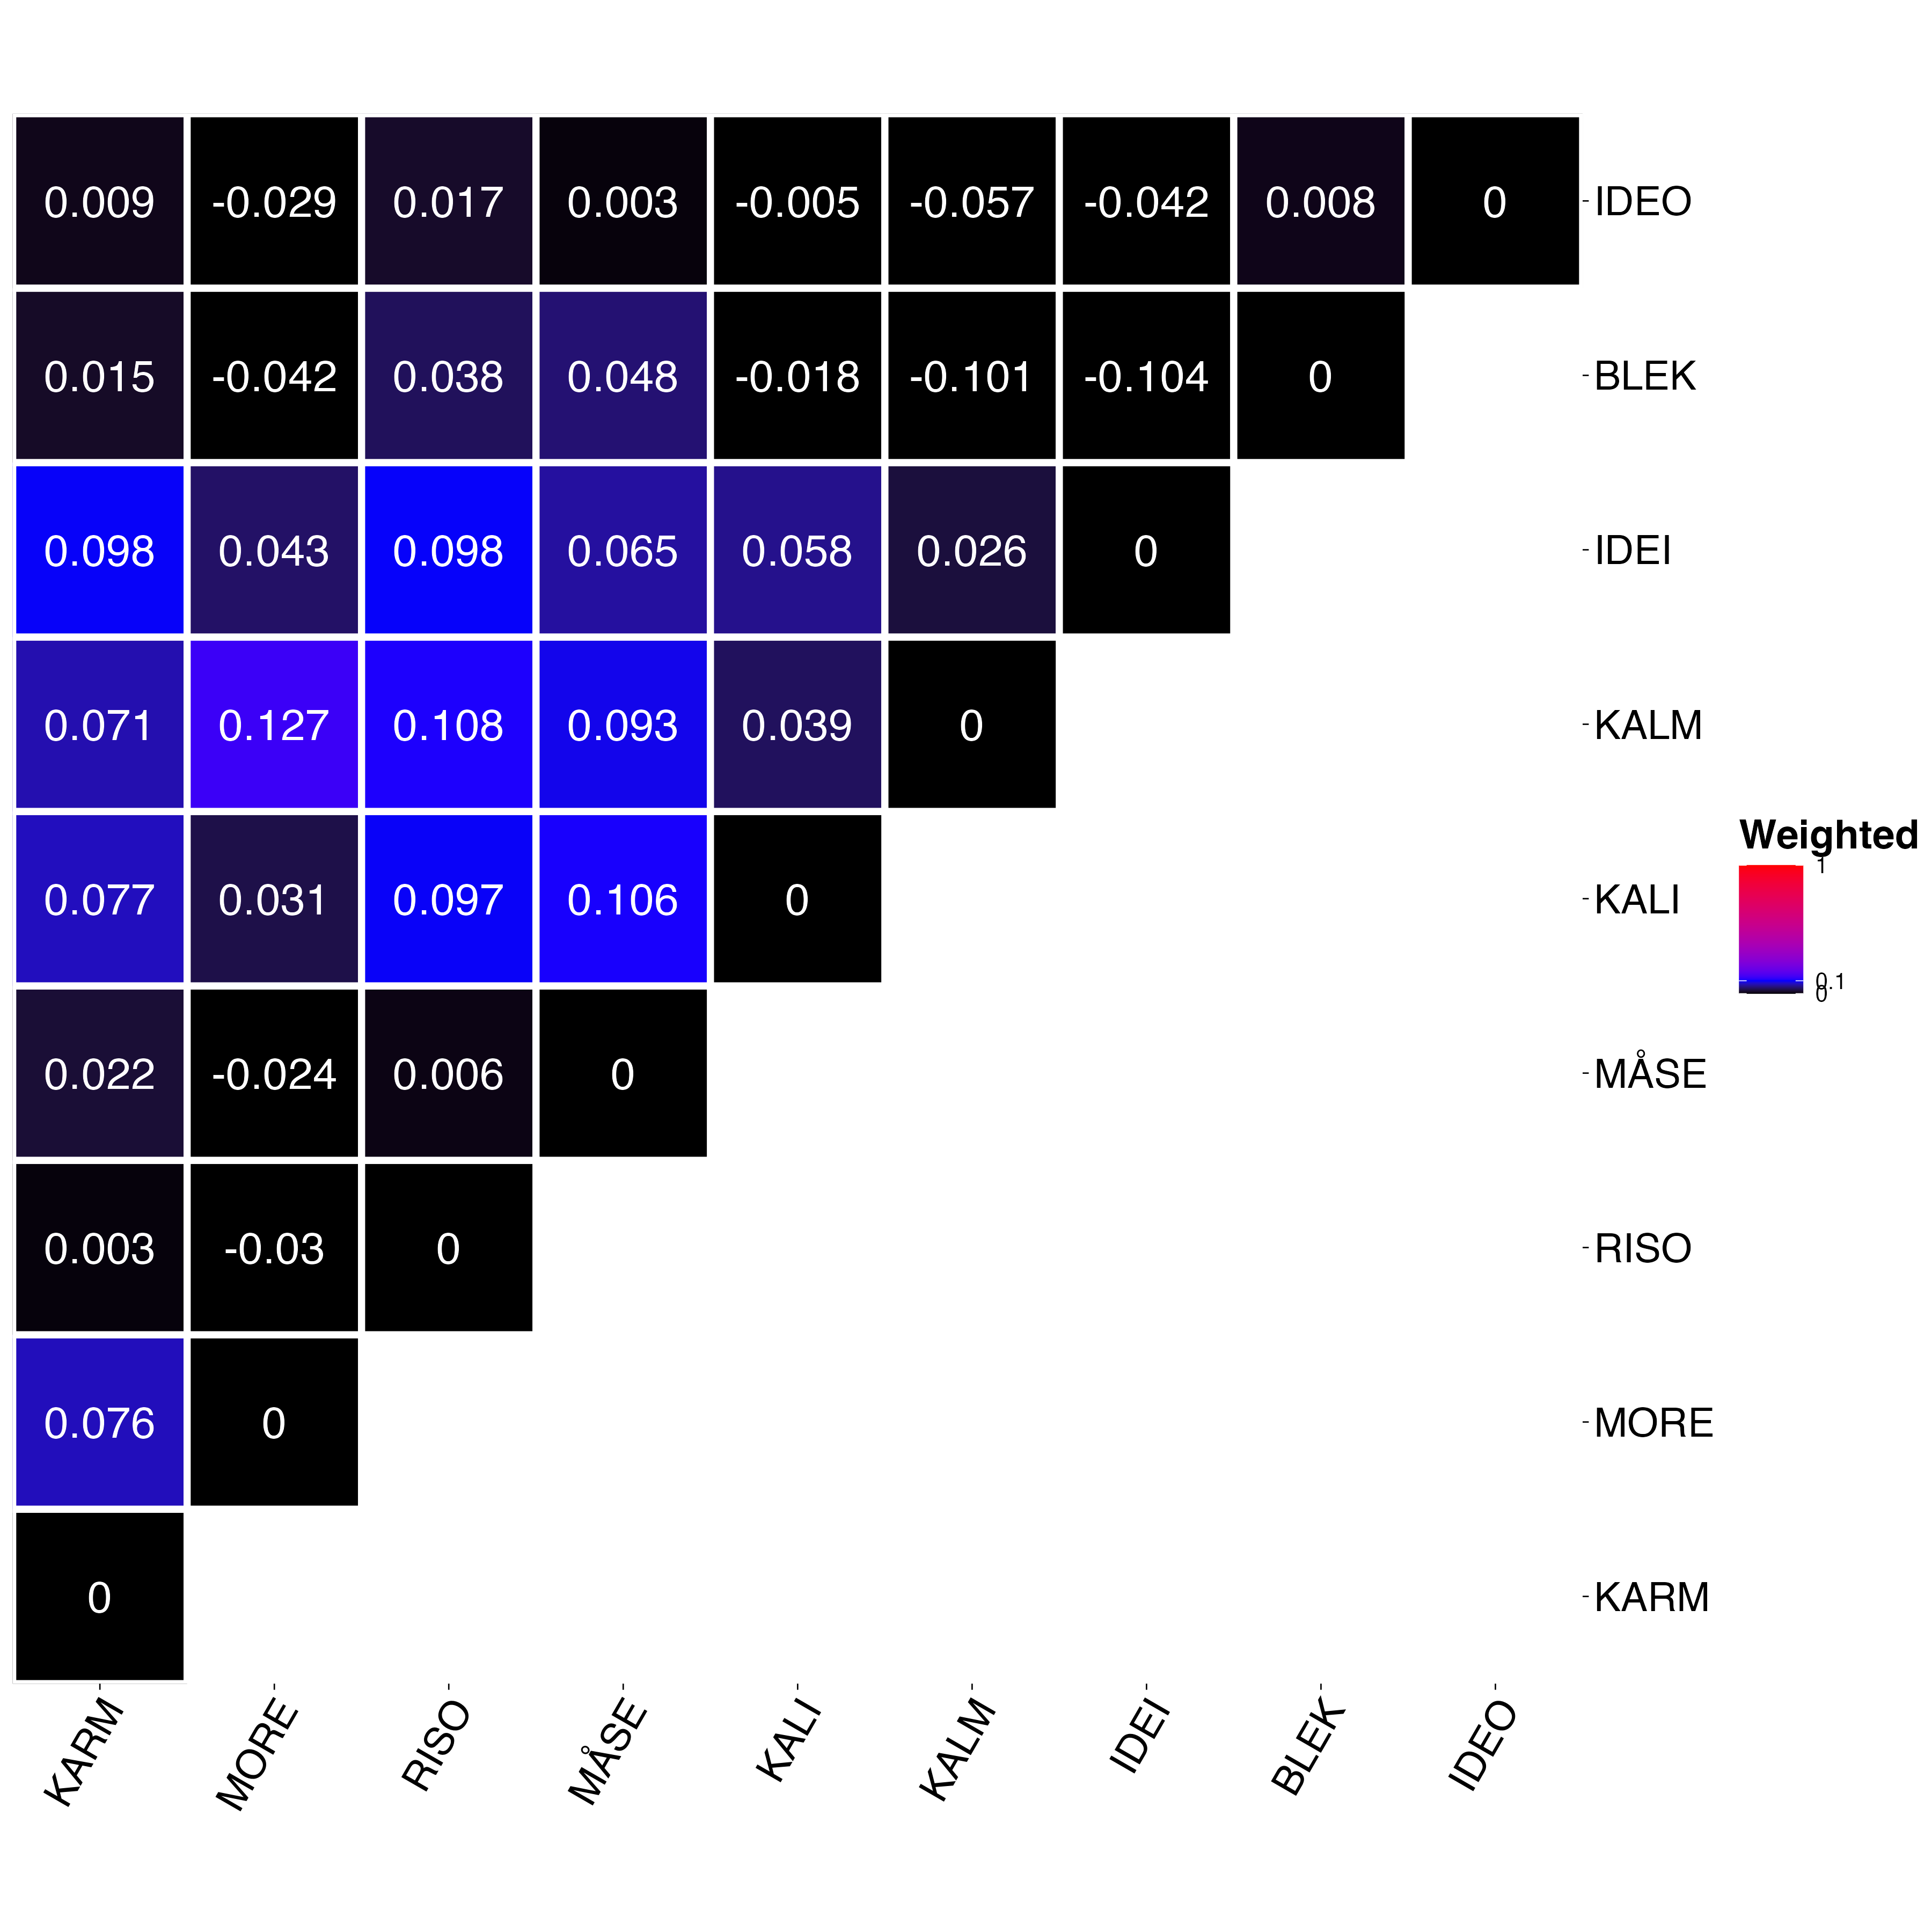 0.009 -0.029 0.017 0.003 -0.005 -0.057 -0.042 0.008 0 IDEO
0.015 -0.042 0.038 0.048 -0.018 -0.101 -0.104 0 BLEK
0.098 0.043 0.098 0.065 0.058 0.026 0 IDEI
0.071 0.127 0.108 0.093 0.039 0 KALM
0.077 0.031 0.097 0.106 0 KALI
0.022 -0.024 0.006 0 MÅSE
0.003 -0.03 0 RISO
0.076 0 MORE
0 KARM
KARM MORE RISO MÅSE KALI KALM IDEI BLEK IDEO
Weighted
1
0.1
0